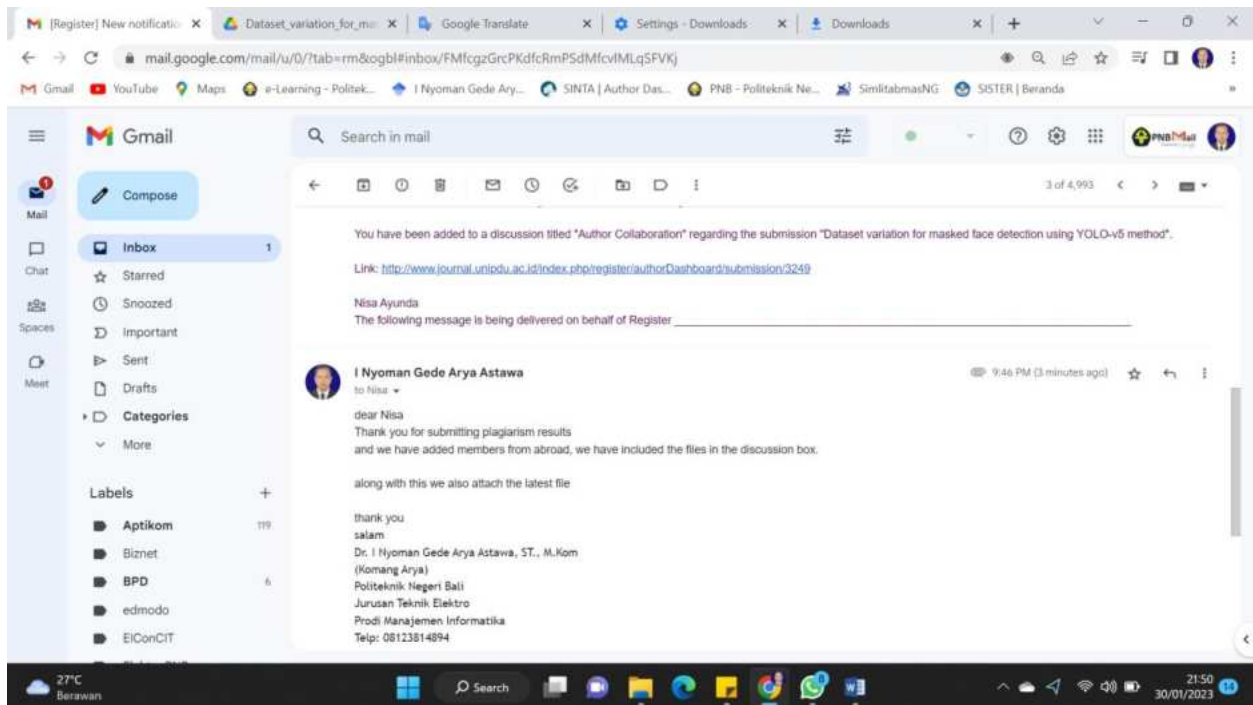 [Register] New notificatio
Dataset_variation_for_ma
Google Translate
Settings - Downloads
Downloads
mail.google.com/mail/u/0/?tab=rm&ogbl#inbox/FMfcgzGrcPKdfcRmPSdMfcvIMLqSFVKj
Gmail
YouTube
Maps
e-Learning - Politek...
I Nyoman Gede Ary...
SINTA | Author Das...
PNB - Politeknik Ne...
SimlitabmasNG
SISTER | Beranda
Gmail
Search in mail
PNBMail
Mail
Chat
Spaces
Meet
1
Compose
Inbox 1
Starred
Snoozed
Important
Sent
Drafts
Categories
More
Labels
Aptikom 119
Biznet
BPD 6
edmodo
EIConCIT
3 of 4,993
You have been added to a discussion titled "Author Collaboration" regarding the submission "Dataset variation for masked face detection using YOLO-v5 method".
Link: http://www.journal.unipdu.ac.id/index.php/register/authorDashboard/submission/3249
Nisa Ayunda
The following message is being delivered on behalf of Register
I Nyoman Gede Arya Astawa
9:46 PM (3 minutes ago)
to Nisa
dear Nisa
Thank you for submitting plagiarism results
and we have added members from abroad, we have included the files in the discussion box.
along with this we also attach the latest file
thank you
salam
Dr. I Nyoman Gede Arya Astawa, ST., M.Kom
(Komang Arya)
Politeknik Negeri Bali
Jurusan Teknik Elektro
Prodi Manajemen Informatika
Telp: 08123814894
27°C
Berawan
Search
21:50
30/01/2023
14